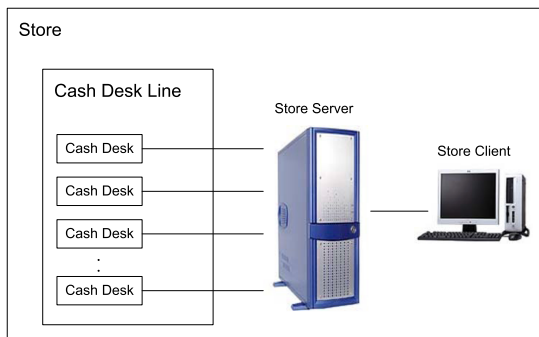 Store
Cash Desk Line
Store Server
Cash Desk
Store Client
Cash Desk
Cash Desk
:
Cash Desk